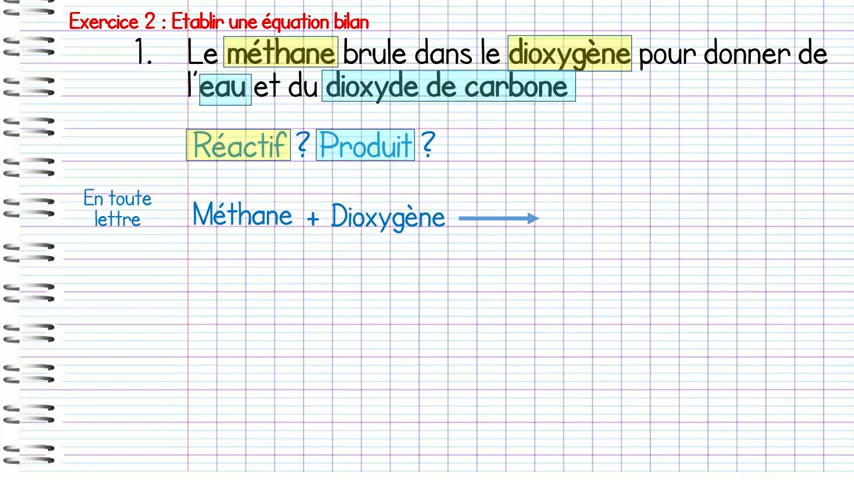 Exercice 2 : Etablir une équation bilan
1. Le méthane brule dans le dioxygène pour donner de
l'eau et du dioxyde de carbone
Réactif ? Produit ?
En toute
lettre
Méthane + Dioxygène